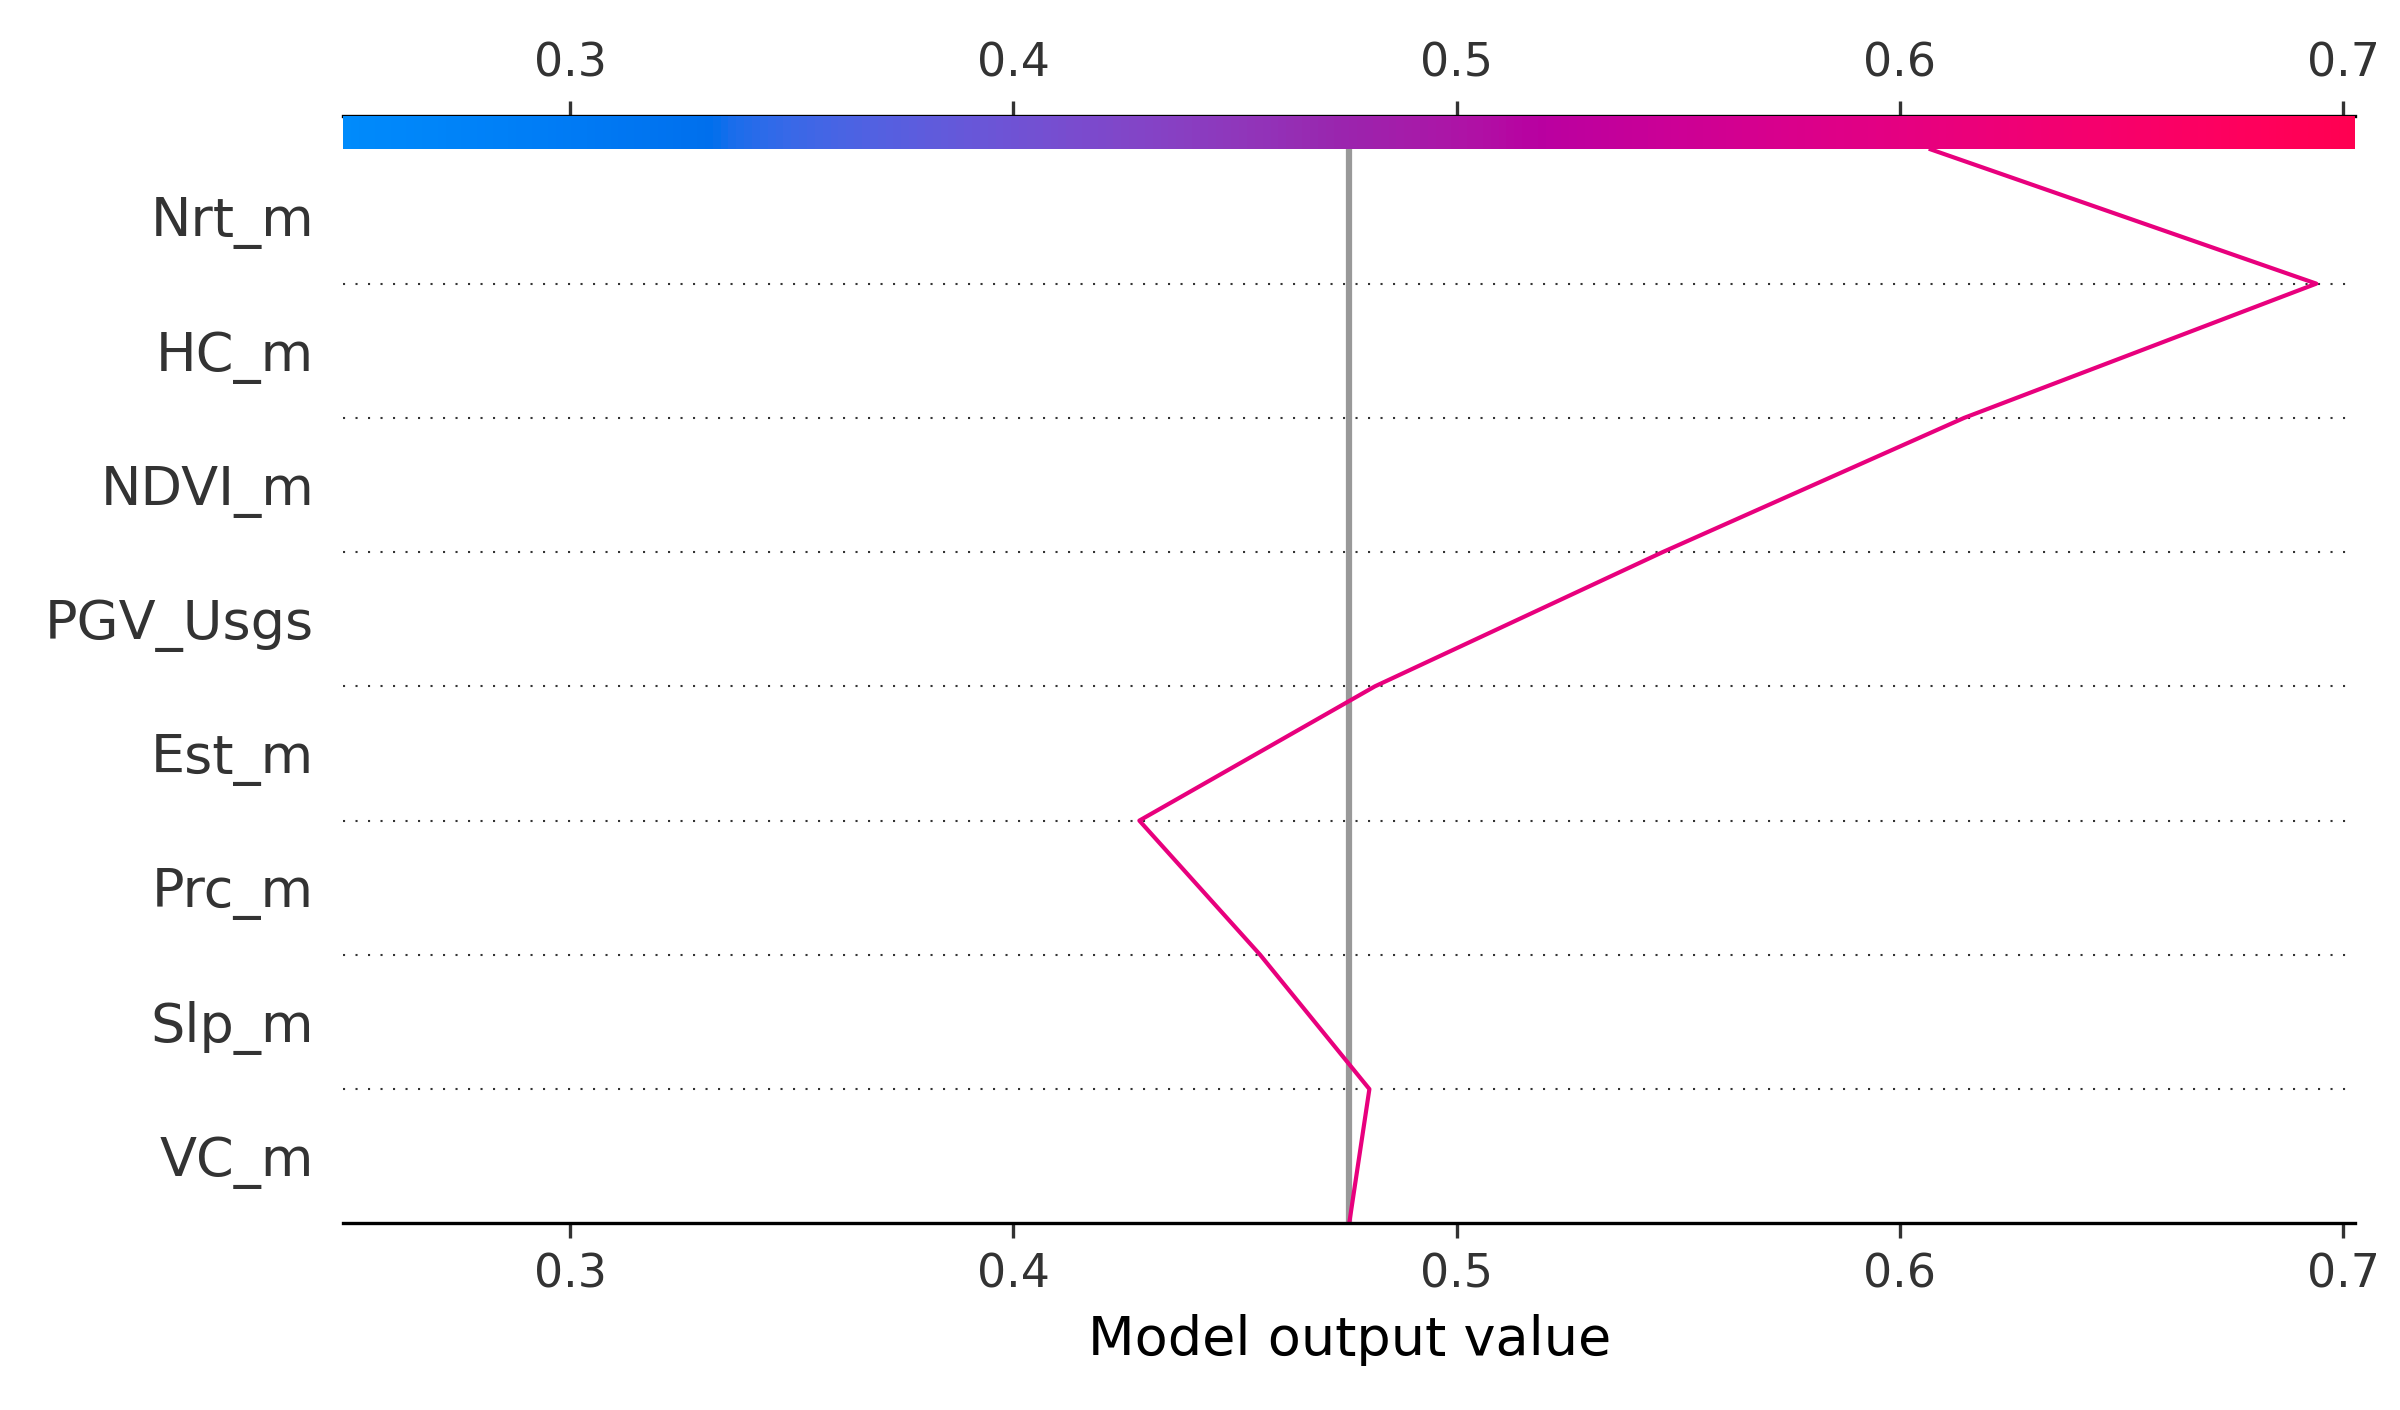 0.3 0.4 0.5 0.6 0.7
Nrt_m
HC_m
NDVI_m
PGV_Usgs
Est_m
Prc_m
Slp_m
VC_m
0.3 0.4 0.5 0.6 0.7
Model output value